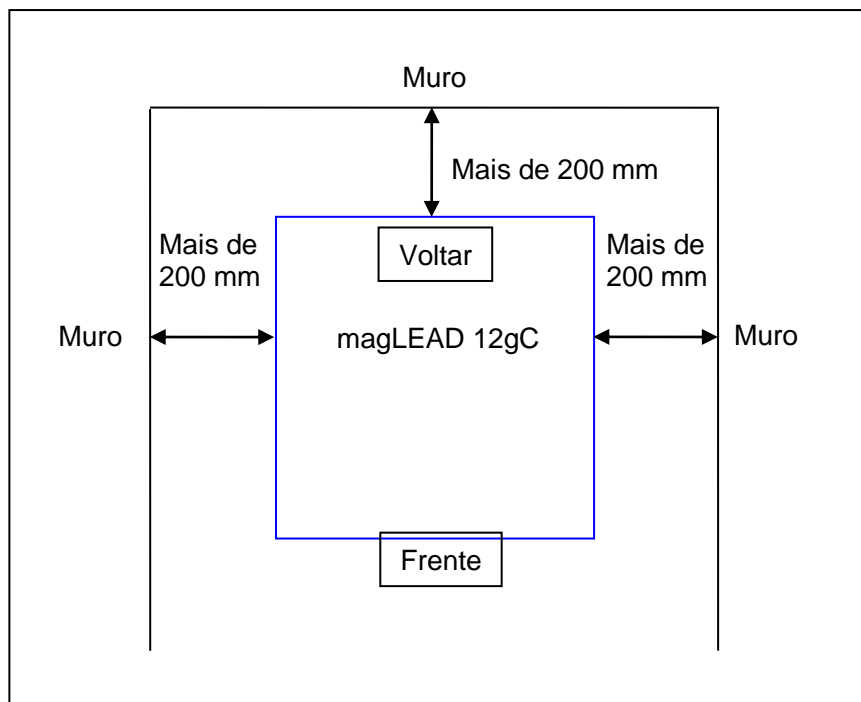 Muro
Mais de 200 mm
Voltar
Mais de
200 mm
Mais de
200 mm
Muro
magLEAD 12gC
Muro
Frente